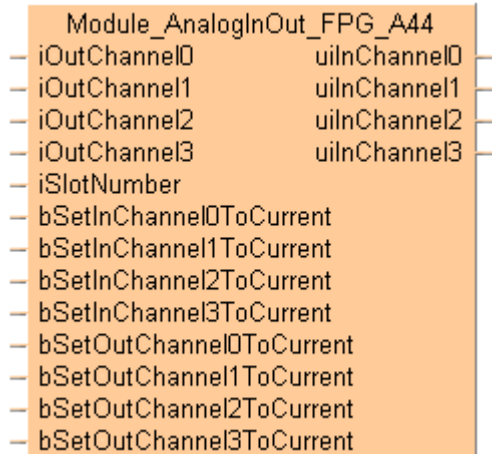 Module_AnalogInOut_FPG_A44
iOutChannel0 uiInChannel0
iOutChannel1 uiInChannel1
iOutChannel2 uiInChannel2
iOutChannel3 uiInChannel3
iSlotNumber
bSetInChannel0ToCurrent
bSetInChannel1ToCurrent
bSetInChannel2ToCurrent
bSetInChannel3ToCurrent
bSetOutChannel0ToCurrent
bSetOutChannel1ToCurrent
bSetOutChannel2ToCurrent
bSetOutChannel3ToCurrent